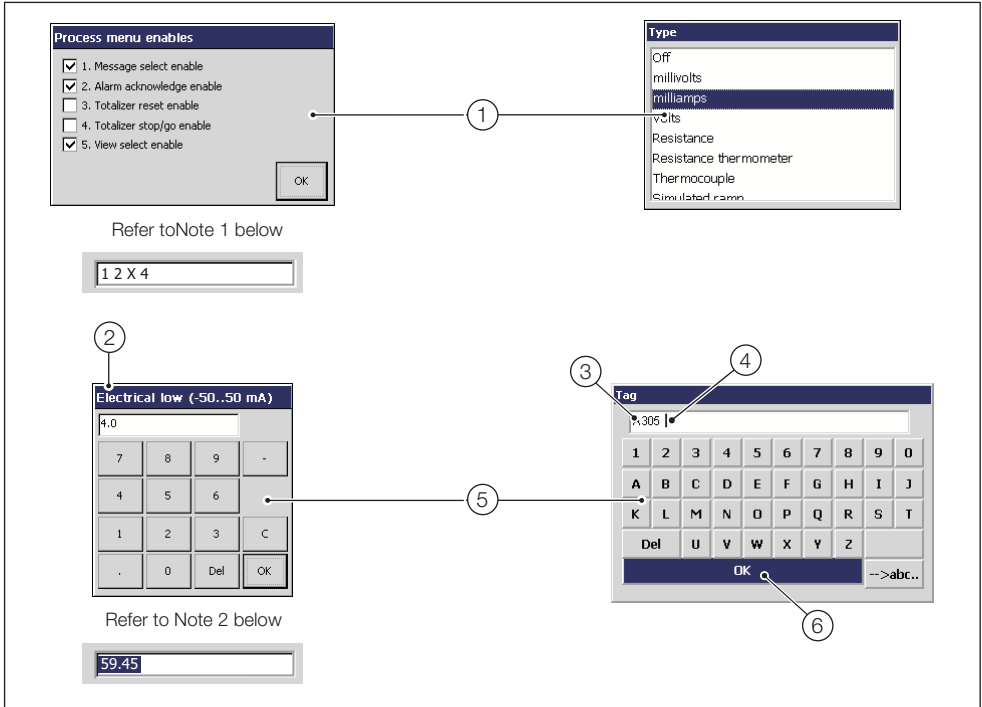 Process menu enables
1. Message select enable
2. Alarm acknowledge enable
3. Totalizer reset enable
4. Totalizer stop/go enable
5. View select enable
OK
Refer toNote 1 below
1 2 X 4
Type
Off
millivolts
milliamps
Volts
Resistance
Resistance thermometer
Thermocouple
Simulated ramp
1
2
Electrical low (-50..50 mA)
4.0
7 8 9 -
4 5 6
1 2 3 C
. 0 Del OK
Refer to Note 2 below
59.45
3
4
Tag
A305
1 2 3 4 5 6 7 8 9 0
A B C D E F G H I J
K L M N O P Q R S T
Del U V W X Y Z
OK -->abc..
5
6